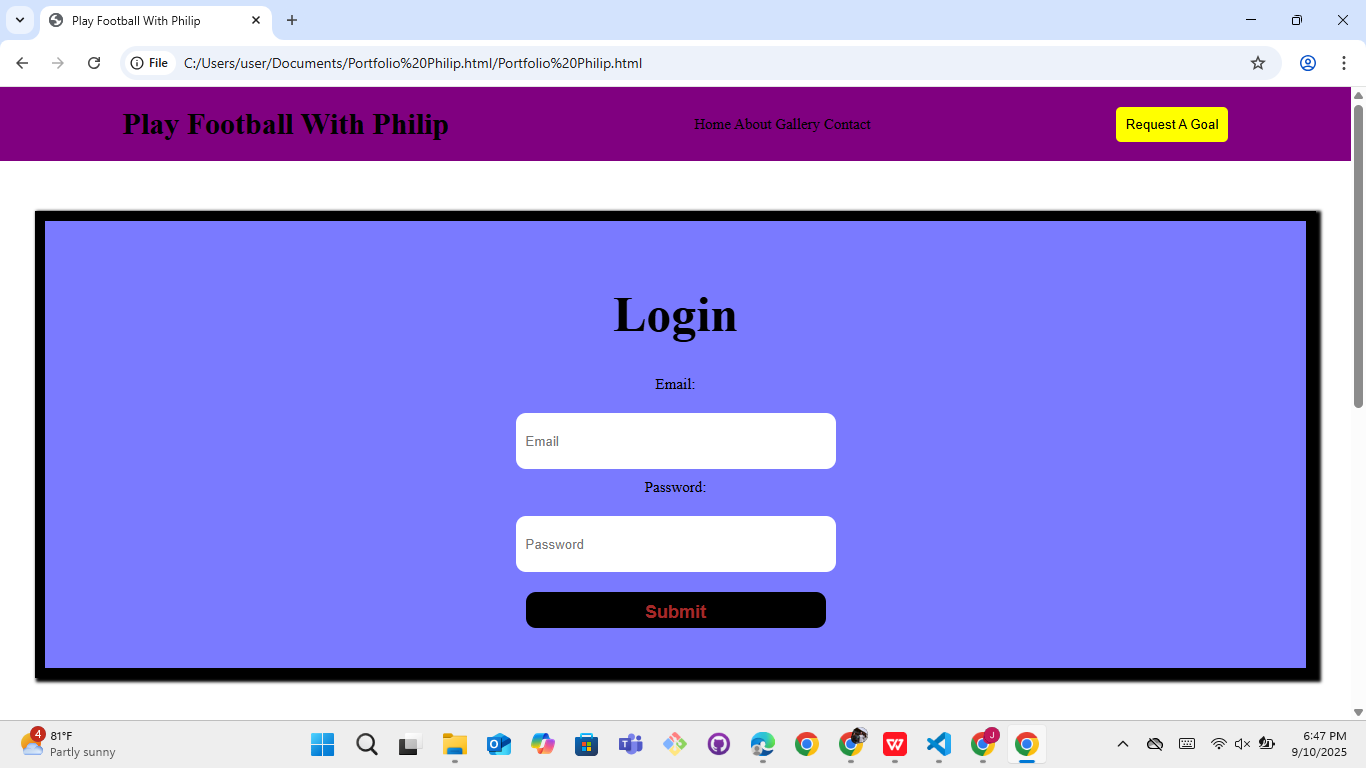 Play Football With Philip
File C:/Users/user/Documents/Portfolio%20Philip.html/Portfolio%20Philip.html
Play Football With Philip
Home About Gallery Contact
Request A Goal
Login
Email:
Email
Password:
Password
Submit
4
81°F
Partly sunny
W
J
6:47 PM
9/10/2025